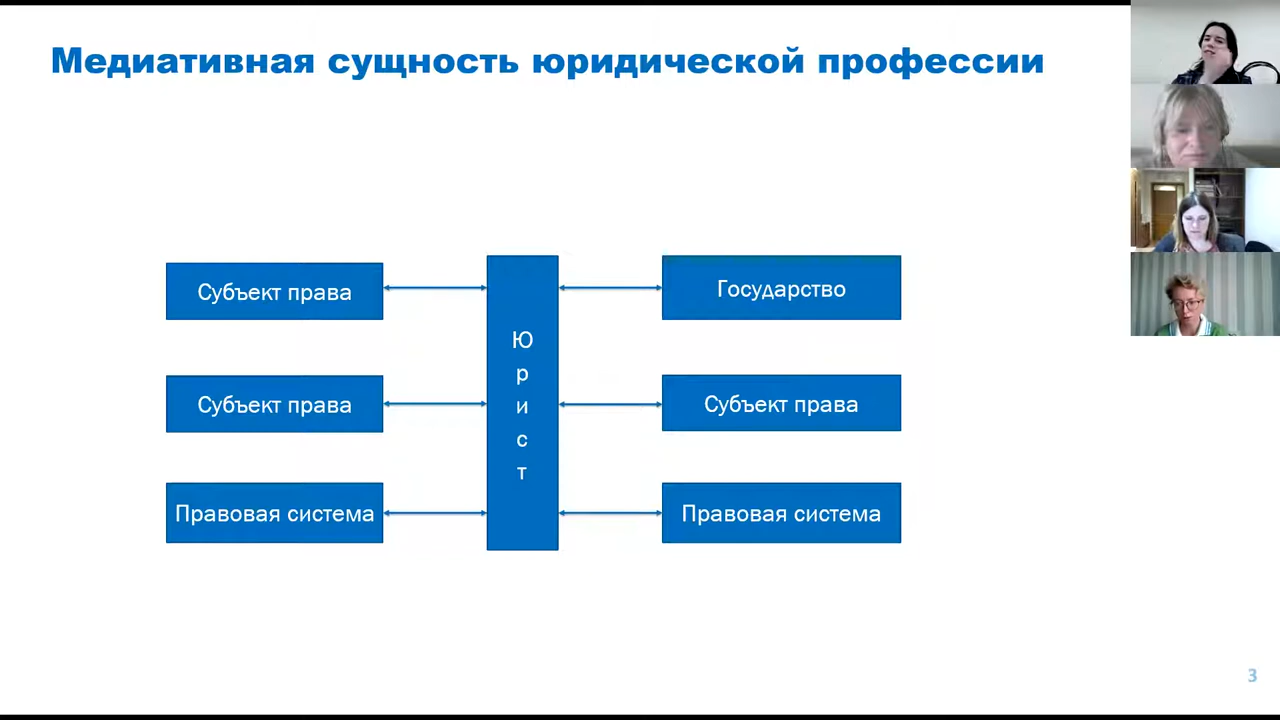 Медиативная сущность юридической профессии
Субъект права
Государство
Ю
р
и
с
т
Субъект права
Субъект права
Правовая система
Правовая система
3